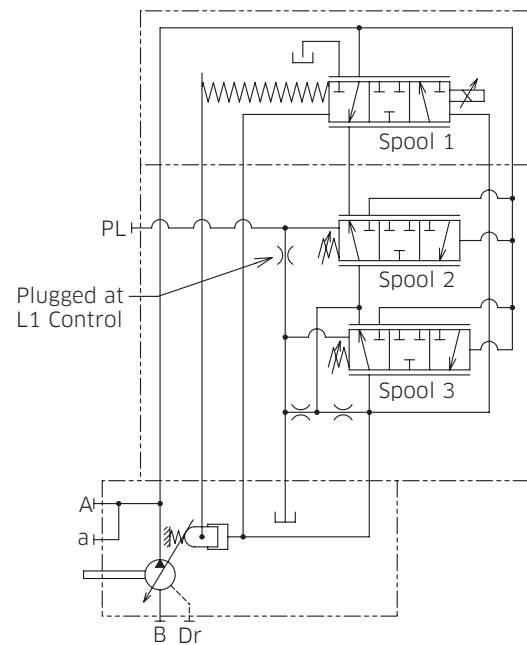 Spool 1
PL
Spool 2
Plugged at
L1 Control
Spool 3
A
a
B Dr